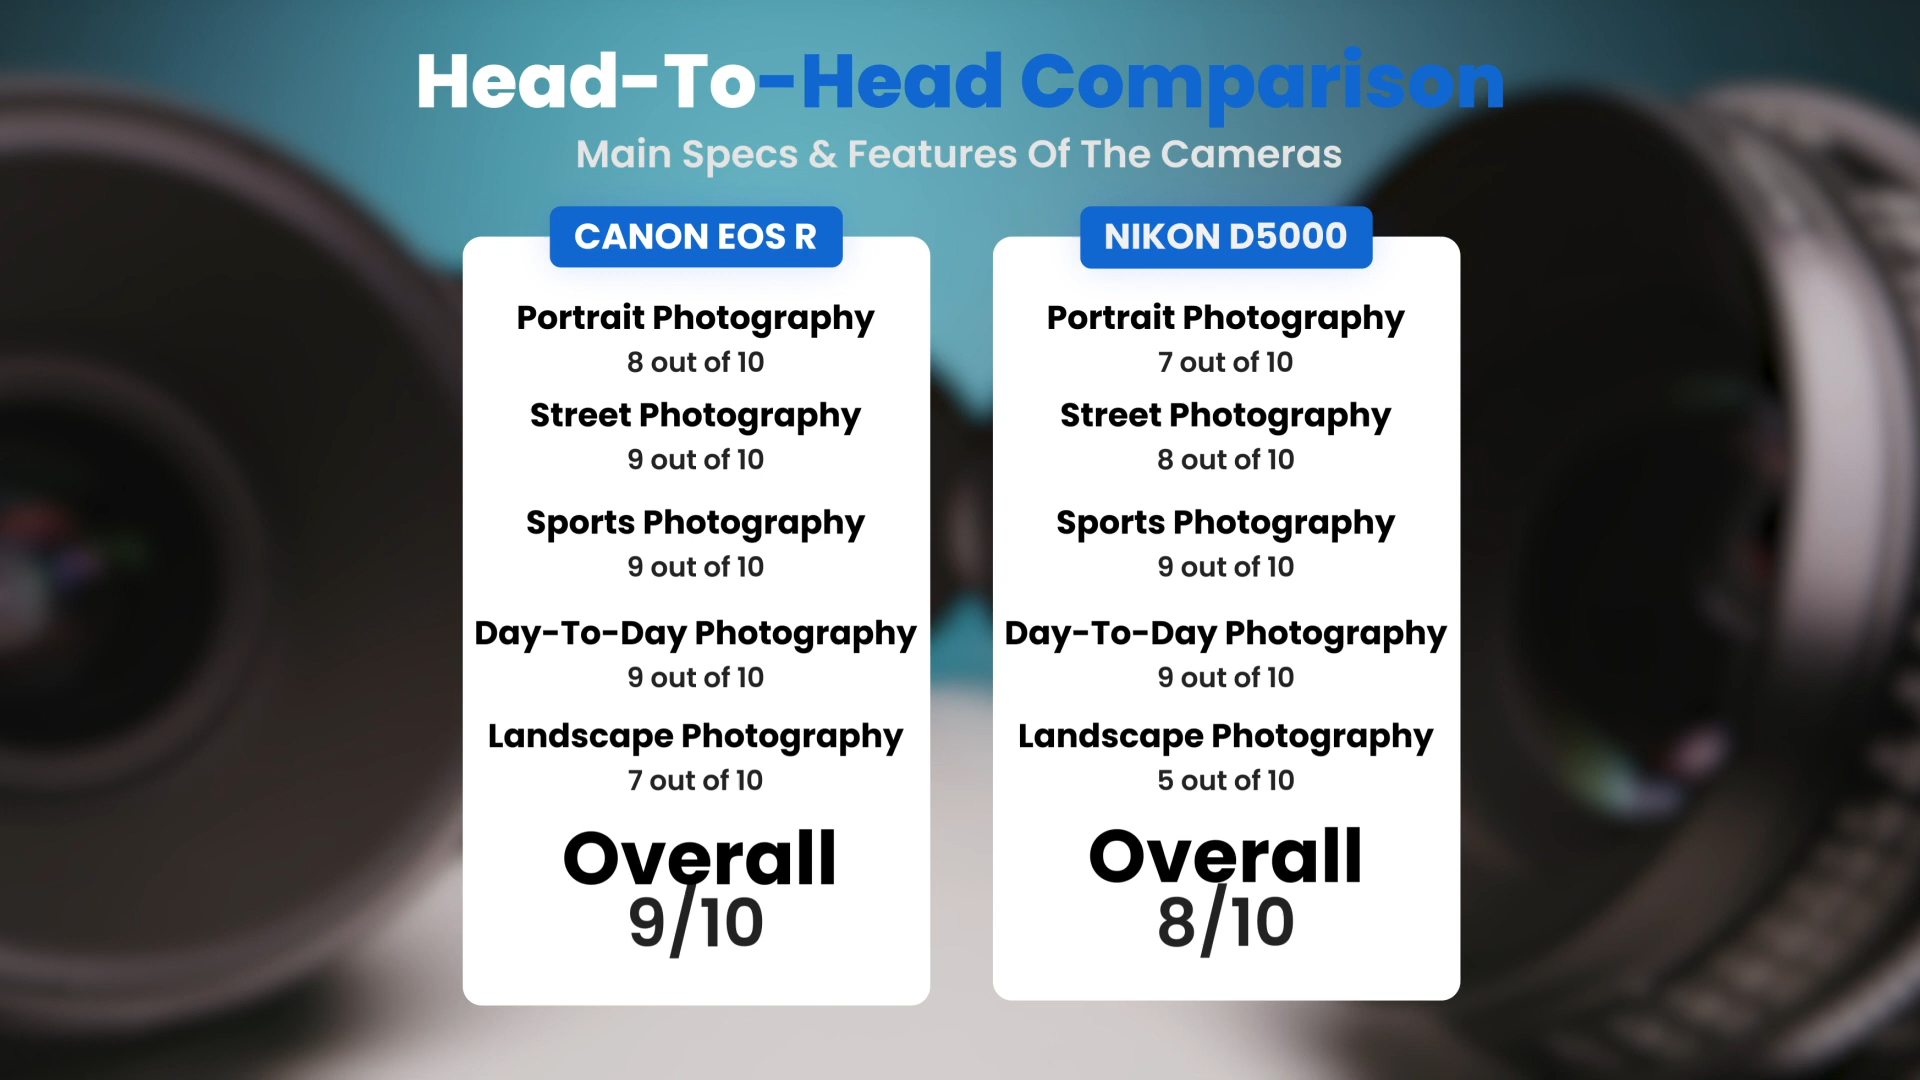 Head-To-Head Comparison
Main Specs & Features Of The Cameras
CANON EOS R
Portrait Photography
8 out of 10
Street Photography
9 out of 10
Sports Photography
9 out of 10
Day-To-Day Photography
9 out of 10
Landscape Photography
7 out of 10
Overall
9/10
NIKON D5000
Portrait Photography
7 out of 10
Street Photography
8 out of 10
Sports Photography
9 out of 10
Day-To-Day Photography
9 out of 10
Landscape Photography
5 out of 10
Overall
8/10